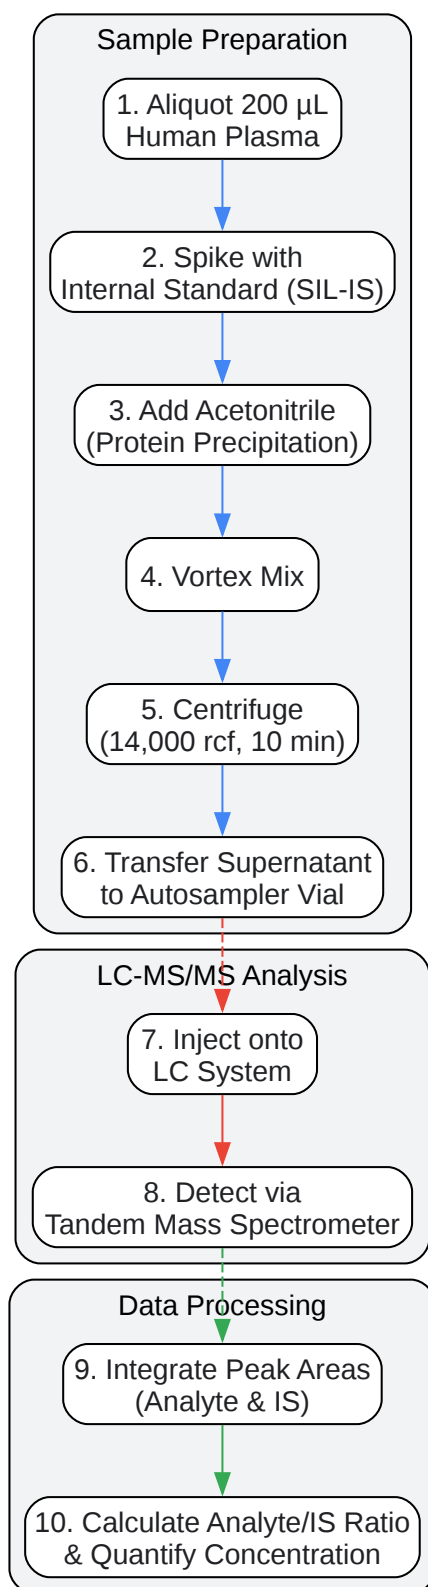 Sample Preparation
1. Aliquot 200 µL
Human Plasma
2. Spike with
Internal Standard (SIL-IS)
3. Add Acetonitrile
(Protein Precipitation)
4. Vortex Mix
5. Centrifuge
(14,000 rcf, 10 min)
6. Transfer Supernatant
to Autosampler Vial
LC-MS/MS Analysis
7. Inject onto
LC System
8. Detect via
Tandem Mass Spectrometer
Data Processing
9. Integrate Peak Areas
(Analyte & IS)
10. Calculate Analyte/IS Ratio
& Quantify Concentration